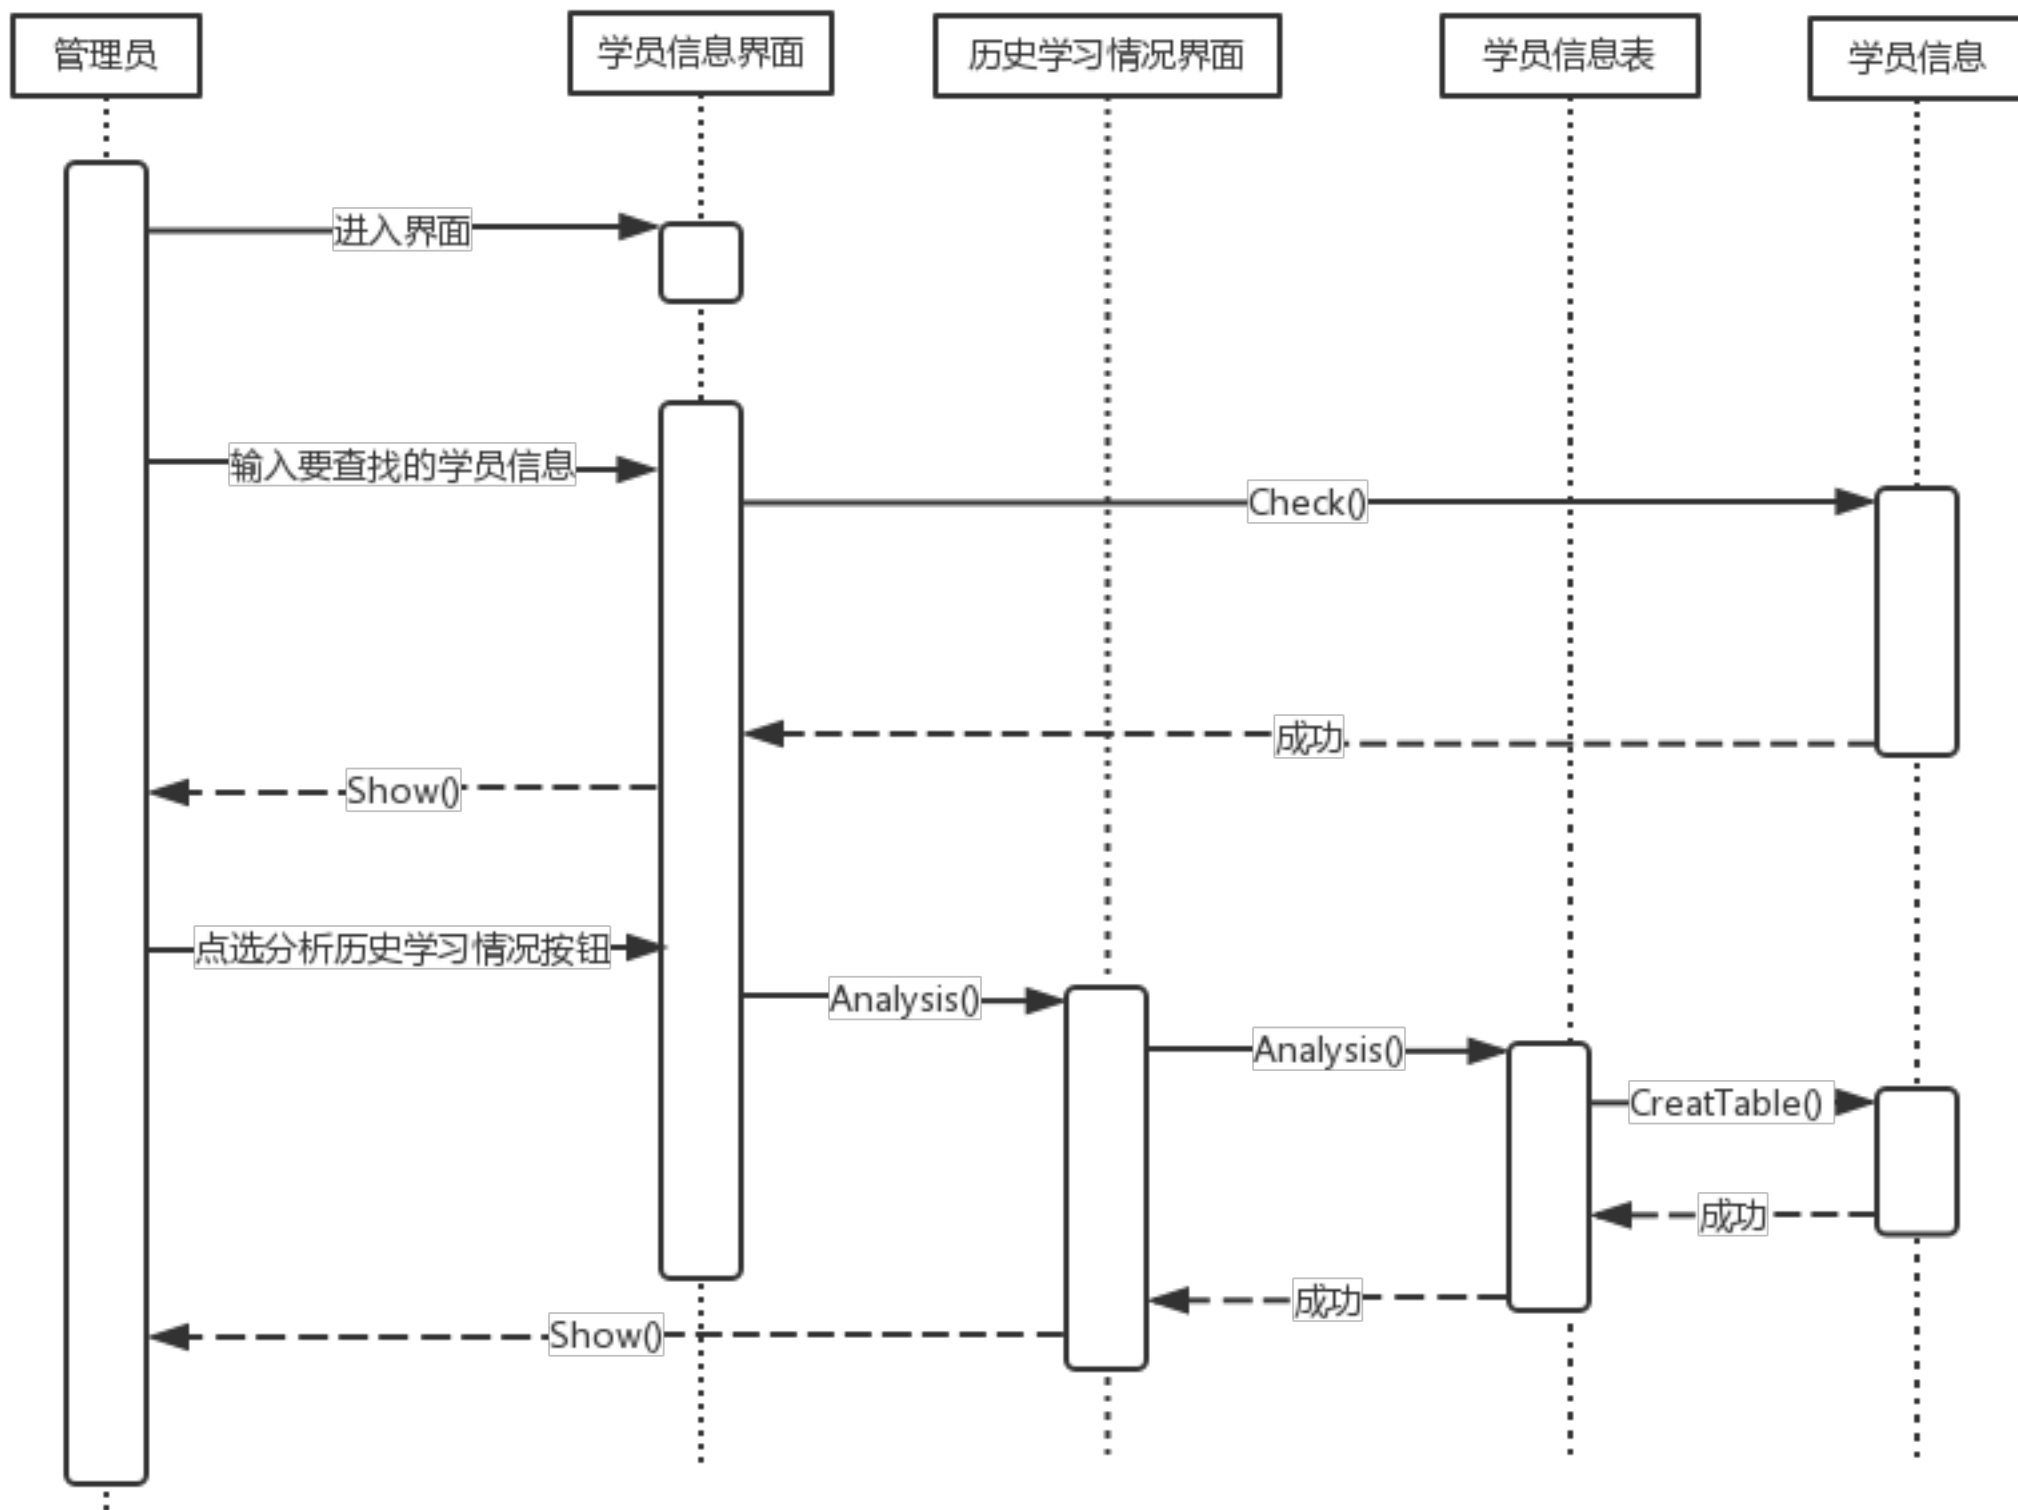 管理员
学员信息界面
历史学习情况界面
学员信息表
学员信息
进入界面
输入要查找的学员信息
Check()
成功
Show()
点选分析历史学习情况按钮
Analysis()
Analysis()
CreatTable()
成功
成功
Show()